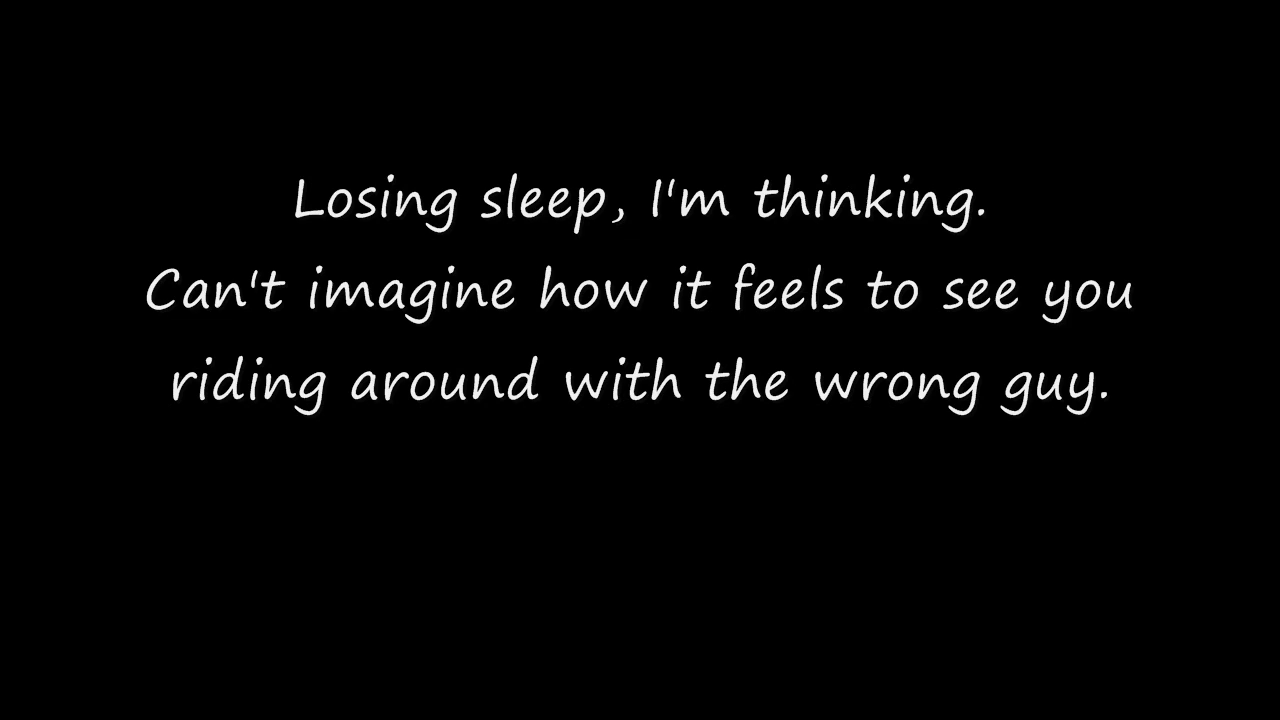 Losing sleep, I'm thinking.
Can't imagine how it feels to see you
riding around with the wrong guy.